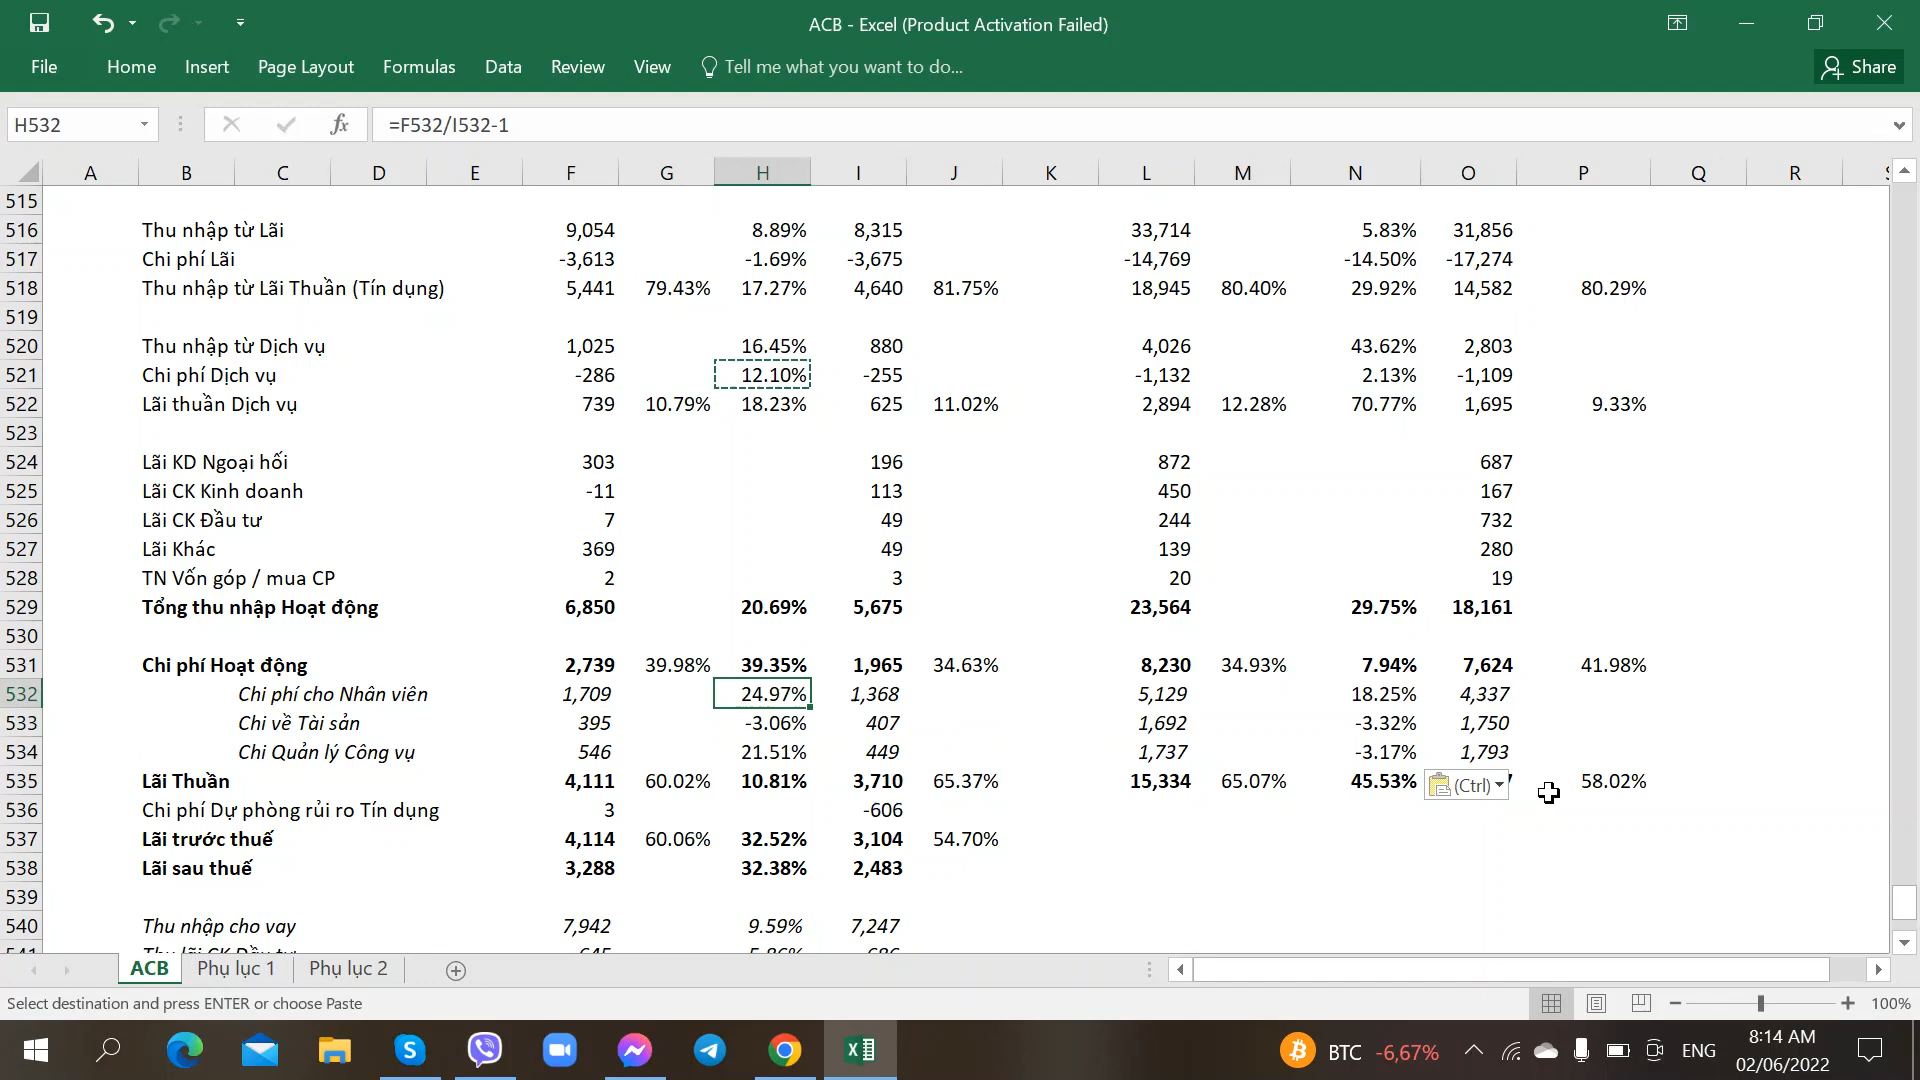 ACB - Excel (Product Activation Failed)
File Home Insert Page Layout Formulas Data Review View Tell me what you want to do... Share
H532 fx =F532/I532-1
A B C D E F G H I J K L M N O P Q R
515
516 Thu nhập từ Lãi 9,054 8.89% 8,315 33,714 5.83% 31,856
517 Chi phí Lãi -3,613 -1.69% -3,675 -14,769 -14.50% -17,274
518 Thu nhập từ Lãi Thuần (Tín dụng) 5,441 79.43% 17.27% 4,640 81.75% 18,945 80.40% 29.92% 14,582 80.29%
519
520 Thu nhập từ Dịch vụ 1,025 16.45% 880 4,026 43.62% 2,803
521 Chi phí Dịch vụ -286 12.10% -255 -1,132 2.13% -1,109
522 Lãi thuần Dịch vụ 739 10.79% 18.23% 625 11.02% 2,894 12.28% 70.77% 1,695 9.33%
523
524 Lãi KD Ngoại hối 303 196 872 687
525 Lãi CK Kinh doanh -11 113 450 167
526 Lãi CK Đầu tư 7 49 244 732
527 Lãi Khác 369 49 139 280
528 TN Vốn góp / mua CP 2 3 20 19
529 Tổng thu nhập Hoạt động 6,850 20.69% 5,675 23,564 29.75% 18,161
530
531 Chi phí Hoạt động 2,739 39.98% 39.35% 1,965 34.63% 8,230 34.93% 7.94% 7,624 41.98%
532 Chi phí cho Nhân viên 1,709 24.97% 1,368 5,129 18.25% 4,337
533 Chi về Tài sản 395 -3.06% 407 1,692 -3.32% 1,750
534 Chi Quản lý Công vụ 546 21.51% 449 1,737 -3.17% 1,793
535 Lãi Thuần 4,111 60.02% 10.81% 3,710 65.37% 15,334 65.07% 45.53% (Ctrl) 58.02%
536 Chi phí Dự phòng rủi ro Tín dụng 3 -606
537 Lãi trước thuế 4,114 60.06% 32.52% 3,104 54.70%
538 Lãi sau thuế 3,288 32.38% 2,483
539
540 Thu nhập cho vay 7,942 9.59% 7,247
ACB Phụ lục 1 Phụ lục 2
Select destination and press ENTER or choose Paste 100%
BTC -6,67% ENG 8:14 AM
02/06/2022